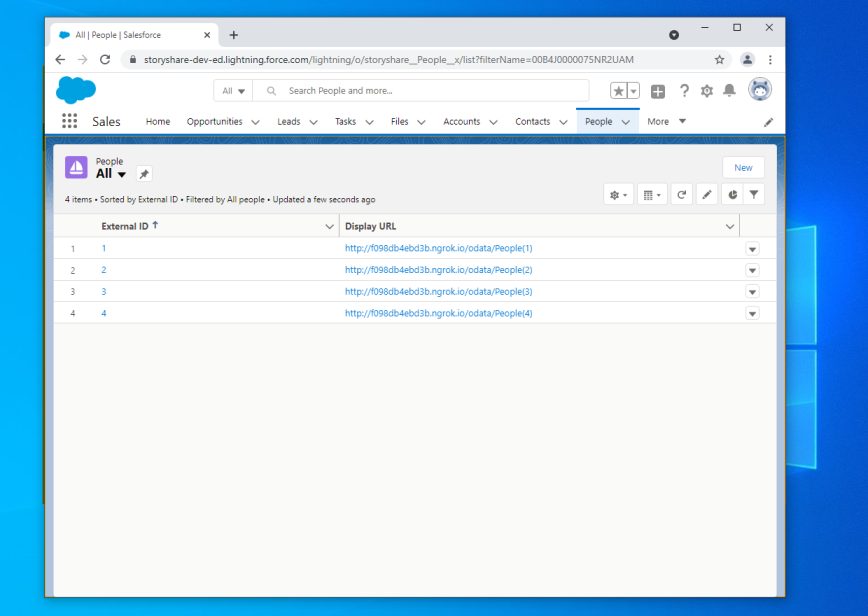 All | People | Salesforce
storyshare-dev-ed.lightning.force.com/lightning/o/storyshare__People__x/list?filterName=00B4J0000075NR2UAM
All Search People and more...
Sales Home Opportunities Leads Tasks Files Accounts Contacts People More
People
All
New
4 items • Sorted by External ID • Filtered by All people • Updated a few seconds ago
External ID Display URL
1 1 http://f098db4ebd3b.ngrok.io/odata/People(1)
2 2 http://f098db4ebd3b.ngrok.io/odata/People(2)
3 3 http://f098db4ebd3b.ngrok.io/odata/People(3)
4 4 http://f098db4ebd3b.ngrok.io/odata/People(4)